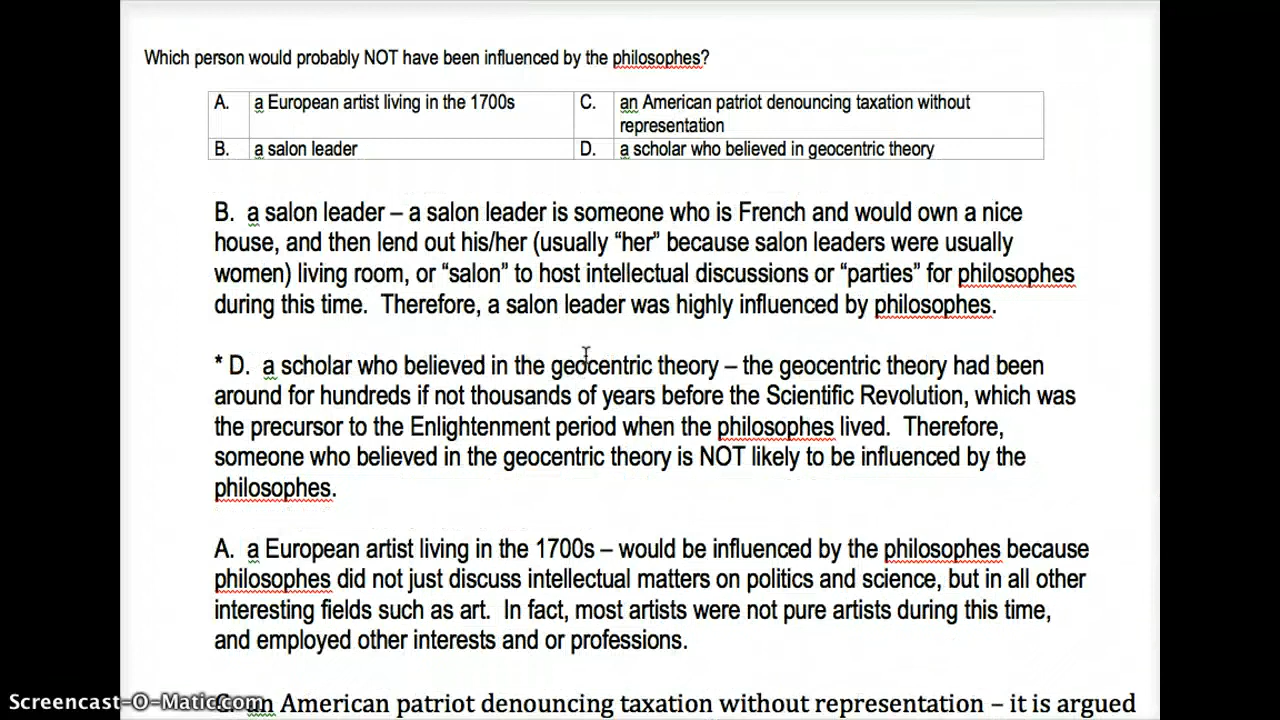 Which person would probably NOT have been influenced by the philosophes?
A. a European artist living in the 1700s C. an American patriot denouncing taxation without
representation
B. a salon leader D. a scholar who believed in geocentric theory
B. a salon leader – a salon leader is someone who is French and would own a nice
house, and then lend out his/her (usually “her” because salon leaders were usually
women) living room, or “salon” to host intellectual discussions or “parties” for philosophes
during this time. Therefore, a salon leader was highly influenced by philosophes.
* D. a scholar who believed in the geocentric theory – the geocentric theory had been
around for hundreds if not thousands of years before the Scientific Revolution, which was
the precursor to the Enlightenment period when the philosophes lived. Therefore,
someone who believed in the geocentric theory is NOT likely to be influenced by the
philosophes.
A. a European artist living in the 1700s – would be influenced by the philosophes because
philosophes did not just discuss intellectual matters on politics and science, but in all other
interesting fields such as art. In fact, most artists were not pure artists during this time,
and employed other interests and or professions.
C. an American patriot denouncing taxation without representation – it is argued
Screencast-O-Matic.com